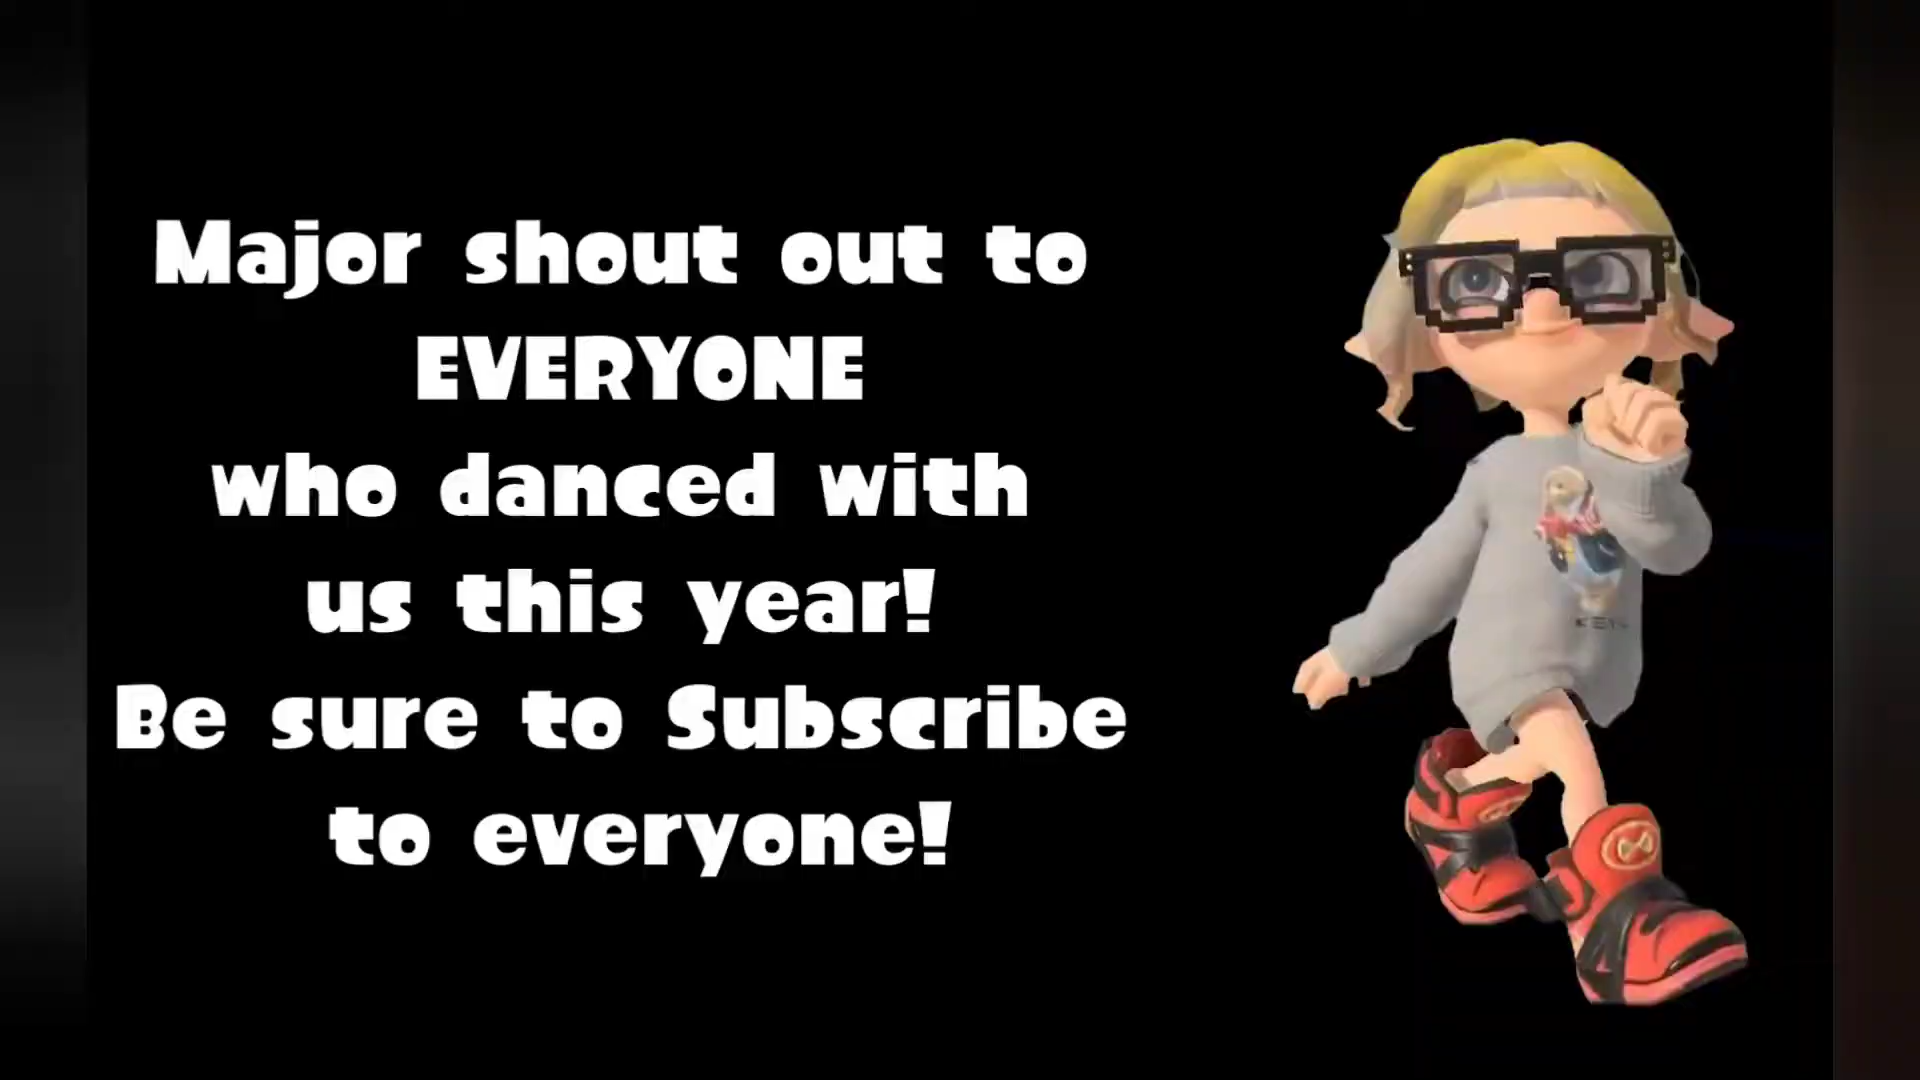 Major shout out to
EVERYONE
who danced with
us this year!
Be sure to Subscribe
to everyone!